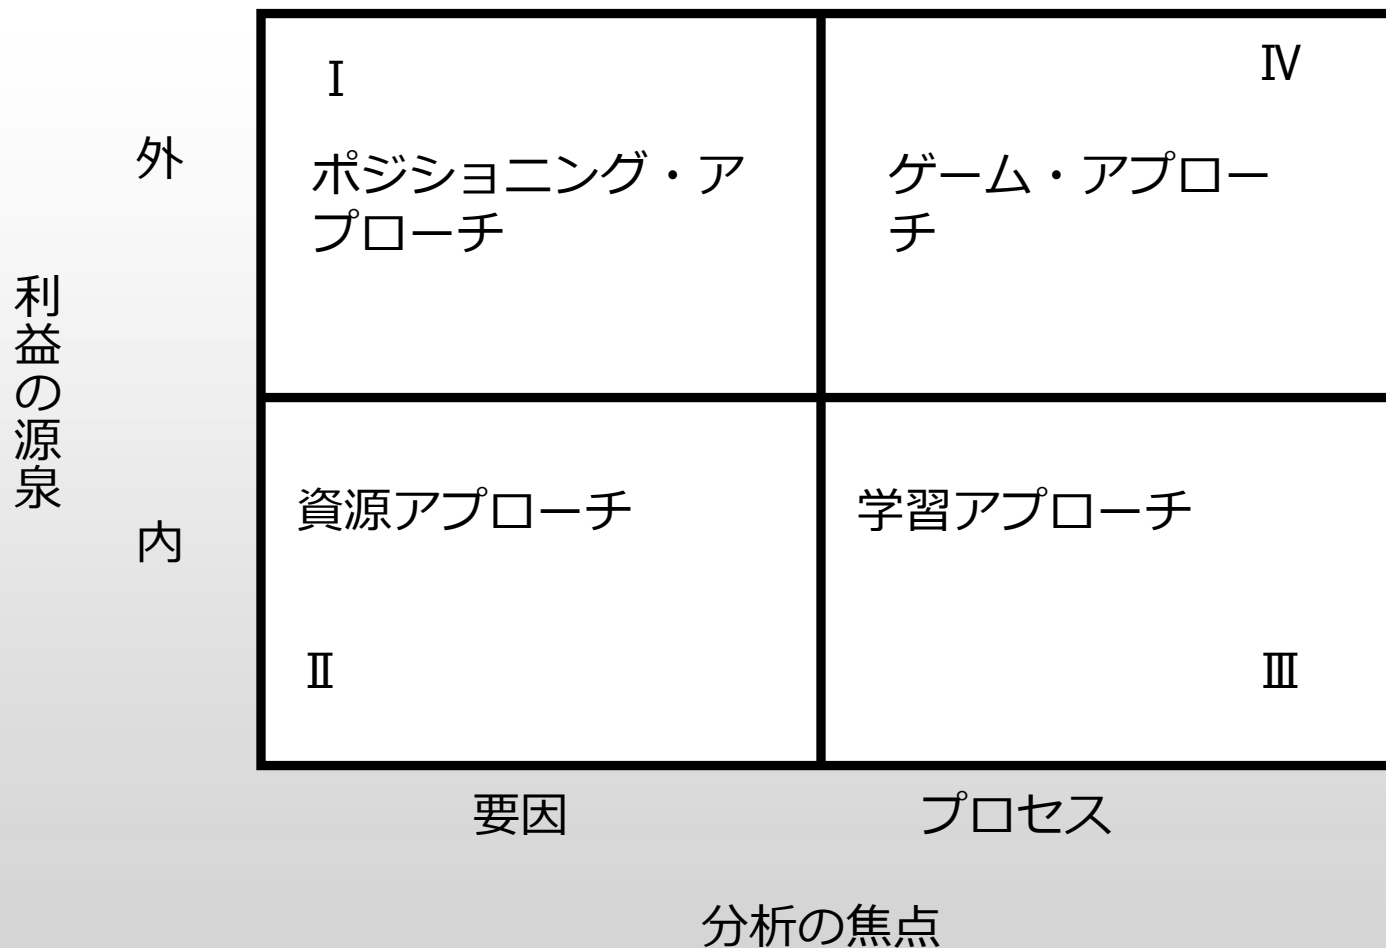 Ⅰ
Ⅳ
外
ポジショニング・ア
プローチ
ゲーム・アプロー
チ
利益の源泉
資源アプローチ
学習アプローチ
内
Ⅱ
Ⅲ
要因
プロセス
分析の焦点